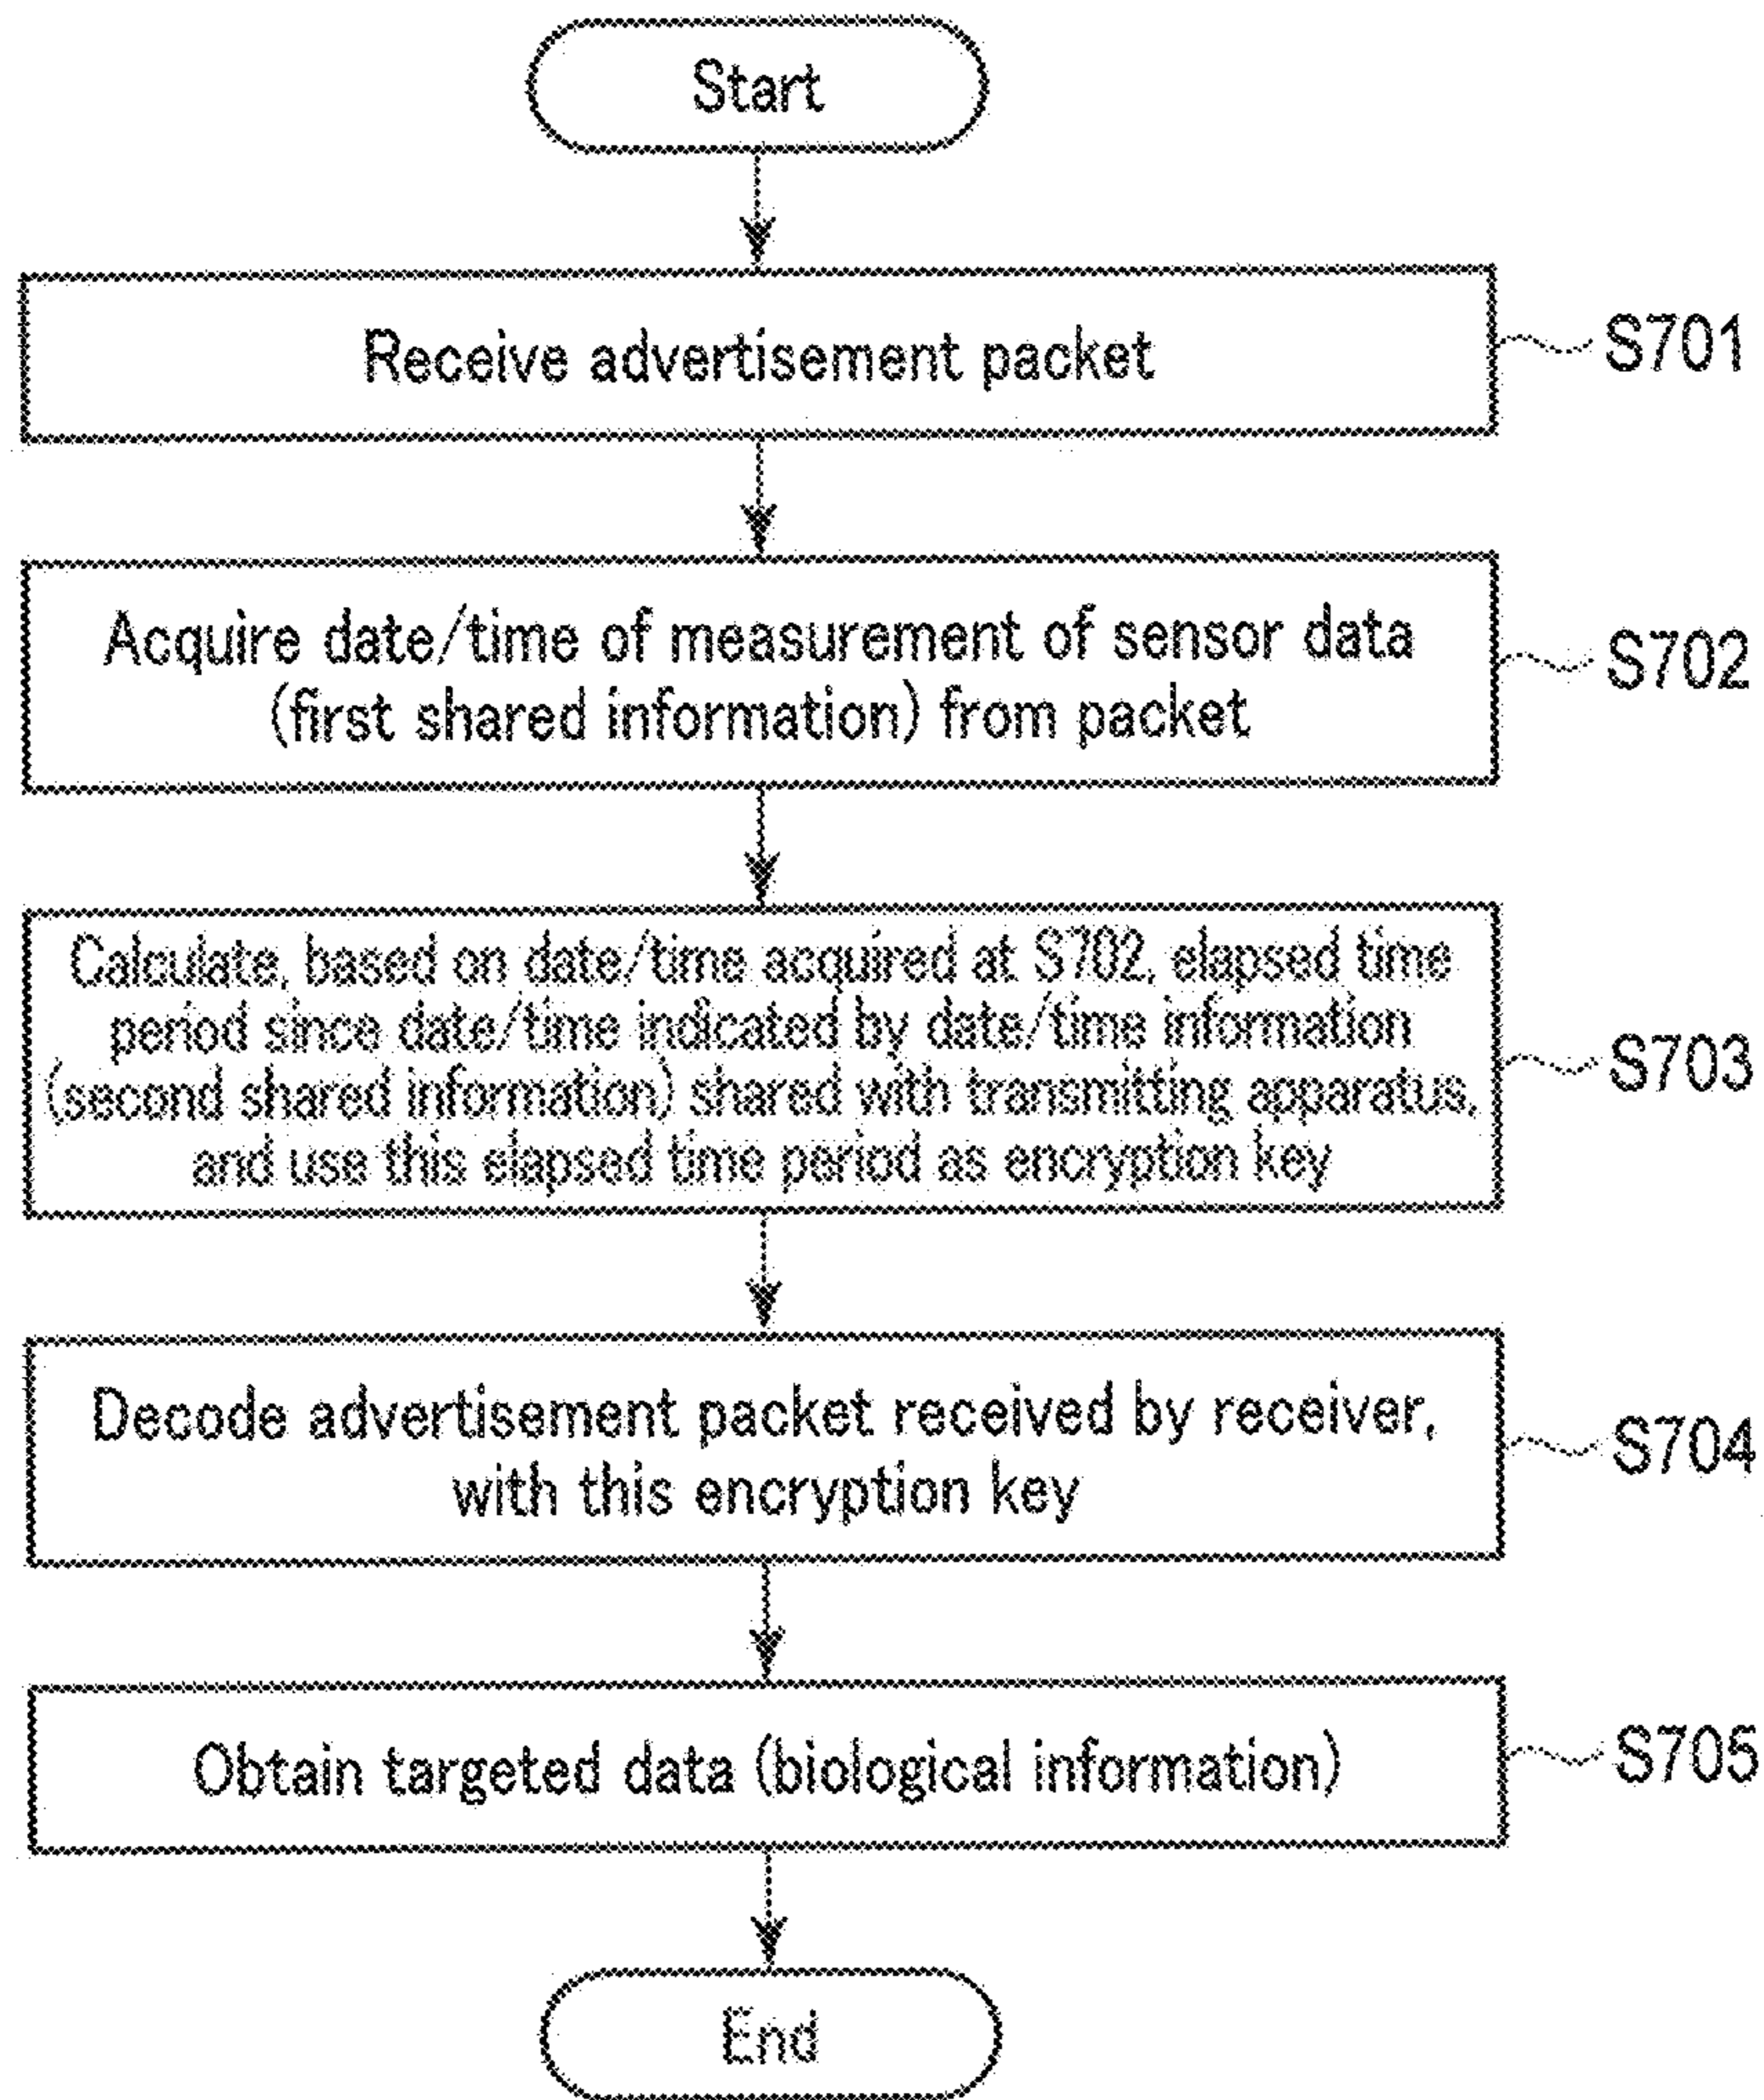 Start
Receive advertisement packet
S701
Acquire date/time of measurement of sensor data
(first shared information) from packet
S702
Calculate, based on date/time acquired at S702, elapsed time
period since date/time indicated by date/time information
(second shared information) shared with transmitting apparatus,
and use this elapsed time period as encryption key
S703
Decode advertisement packet received by receiver,
with this encryption key
S704
Obtain targeted data (biological information)
S705
End